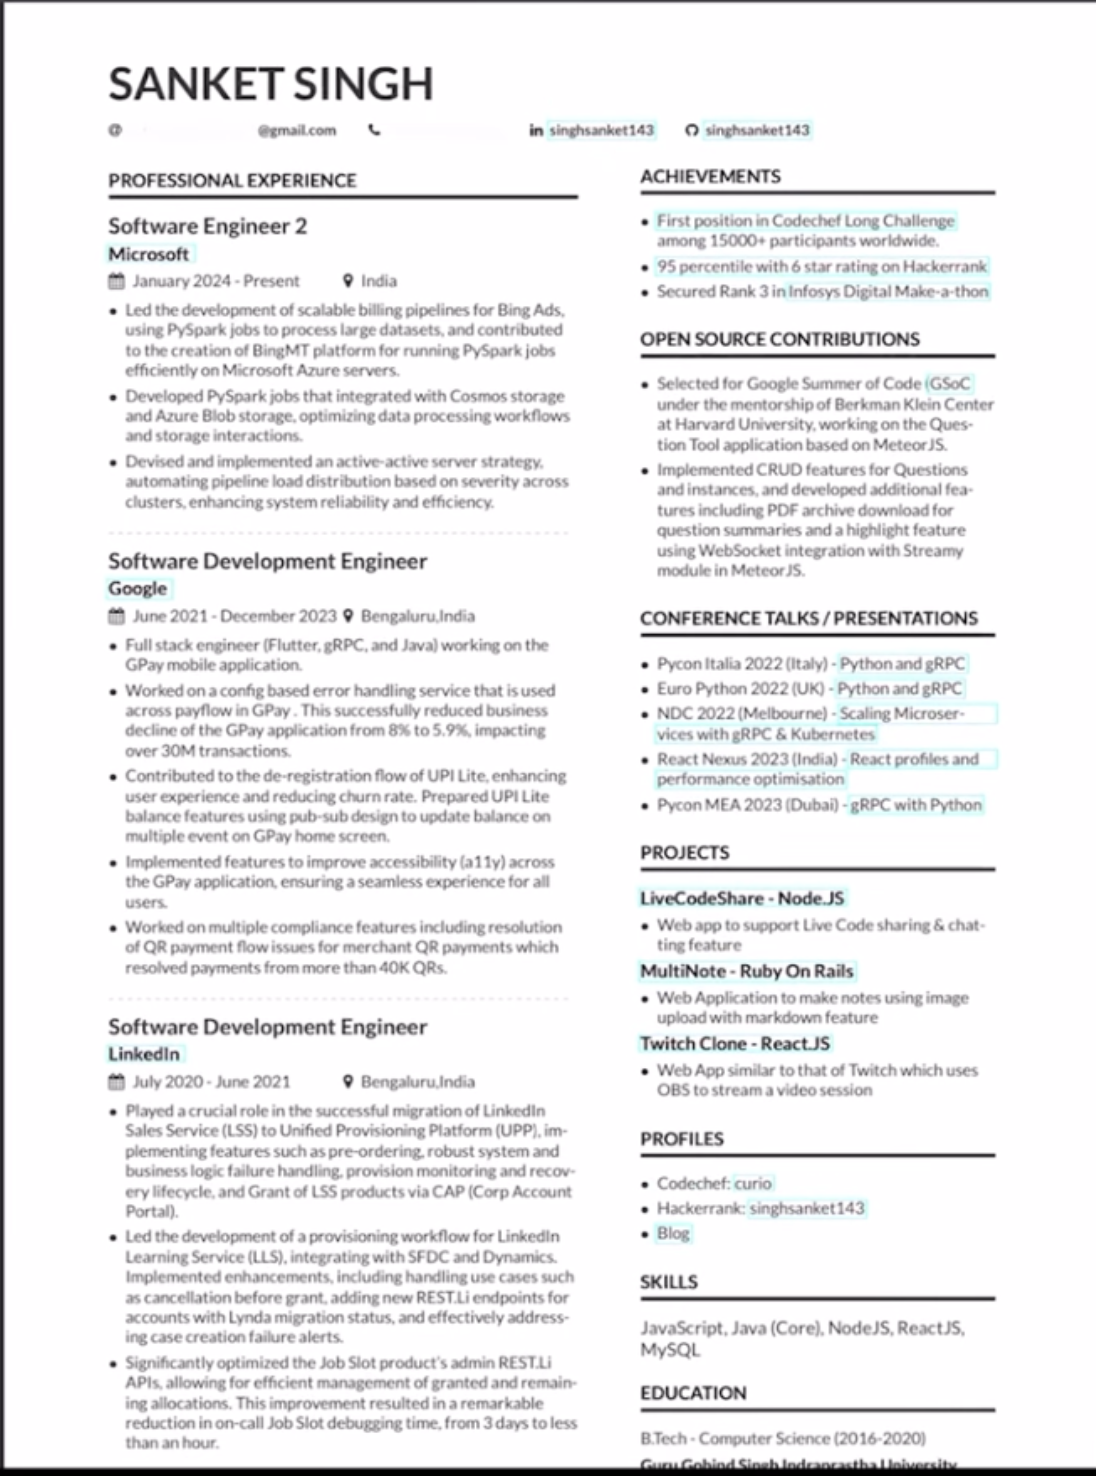 SANKET SINGH
@ @gmail.com in singhsanket143 singhsanket143
PROFESSIONAL EXPERIENCE
Software Engineer 2
Microsoft
January 2024 - Present India
• Led the development of scalable billing pipelines for Bing Ads,
using PySpark jobs to process large datasets, and contributed
to the creation of BingMT platform for running PySpark jobs
efficiently on Microsoft Azure servers.
• Developed PySpark jobs that integrated with Cosmos storage
and Azure Blob storage, optimizing data processing workflows
and storage interactions.
• Devised and implemented an active-active server strategy,
automating pipeline load distribution based on severity across
clusters, enhancing system reliability and efficiency.
Software Development Engineer
Google
June 2021 - December 2023 Bengaluru,India
• Full stack engineer (Flutter, gRPC, and Java) working on the
GPay mobile application.
• Worked on a config based error handling service that is used
across payflow in GPay . This successfully reduced business
decline of the GPay application from 8% to 5.9%, impacting
over 30M transactions.
• Contributed to the de-registration flow of UPI Lite, enhancing
user experience and reducing churn rate. Prepared UPI Lite
balance features using pub-sub design to update balance on
multiple event on GPay home screen.
• Implemented features to improve accessibility (a11y) across
the GPay application, ensuring a seamless experience for all
users.
• Worked on multiple compliance features including resolution
of QR payment flow issues for merchant QR payments which
resolved payments from more than 40K QRs.
Software Development Engineer
LinkedIn
July 2020 - June 2021 Bengaluru,India
• Played a crucial role in the successful migration of LinkedIn
Sales Service (LSS) to Unified Provisioning Platform (UPP), im-
plementing features such as pre-ordering, robust system and
business logic failure handling, provision monitoring and recov-
ery lifecycle, and Grant of LSS products via CAP (Corp Account
Portal).
• Led the development of a provisioning workflow for LinkedIn
Learning Service (LLS), integrating with SFDC and Dynamics.
Implemented enhancements, including handling use cases such
as cancellation before grant, adding new REST.Li endpoints for
accounts with Lynda migration status, and effectively address-
ing case creation failure alerts.
• Significantly optimized the Job Slot product's admin REST.Li
APIs, allowing for efficient management of granted and remain-
ing allocations. This improvement resulted in a remarkable
reduction in on-call Job Slot debugging time, from 3 days to less
than an hour.
ACHIEVEMENTS
• First position in Codechef Long Challenge
among 15000+ participants worldwide.
• 95 percentile with 6 star rating on Hackerrank
• Secured Rank 3 in Infosys Digital Make-a-thon
OPEN SOURCE CONTRIBUTIONS
• Selected for Google Summer of Code (GSoC
under the mentorship of Berkman Klein Center
at Harvard University, working on the Ques-
tion Tool application based on MeteorJS.
• Implemented CRUD features for Questions
and instances, and developed additional fea-
tures including PDF archive download for
question summaries and a highlight feature
using WebSocket integration with Streamy
module in MeteorJS.
CONFERENCE TALKS / PRESENTATIONS
• Pycon Italia 2022 (Italy) - Python and gRPC
• Euro Python 2022 (UK) - Python and gRPC
• NDC 2022 (Melbourne) - Scaling Microser-
vices with gRPC & Kubernetes
• React Nexus 2023 (India) - React profiles and
performance optimisation
• Pycon MEA 2023 (Dubai) - gRPC with Python
PROJECTS
LiveCodeShare - Node.JS
• Web app to support Live Code sharing & chat-
ting feature
MultiNote - Ruby On Rails
• Web Application to make notes using image
upload with markdown feature
Twitch Clone - React.JS
• Web App similar to that of Twitch which uses
OBS to stream a video session
PROFILES
• Codechef: curio
• Hackerrank: singhsanket143
• Blog
SKILLS
JavaScript, Java (Core), NodeJS, ReactJS,
MySQL
EDUCATION
B.Tech - Computer Science (2016-2020)
Guru Gobind Singh Indraprastha University